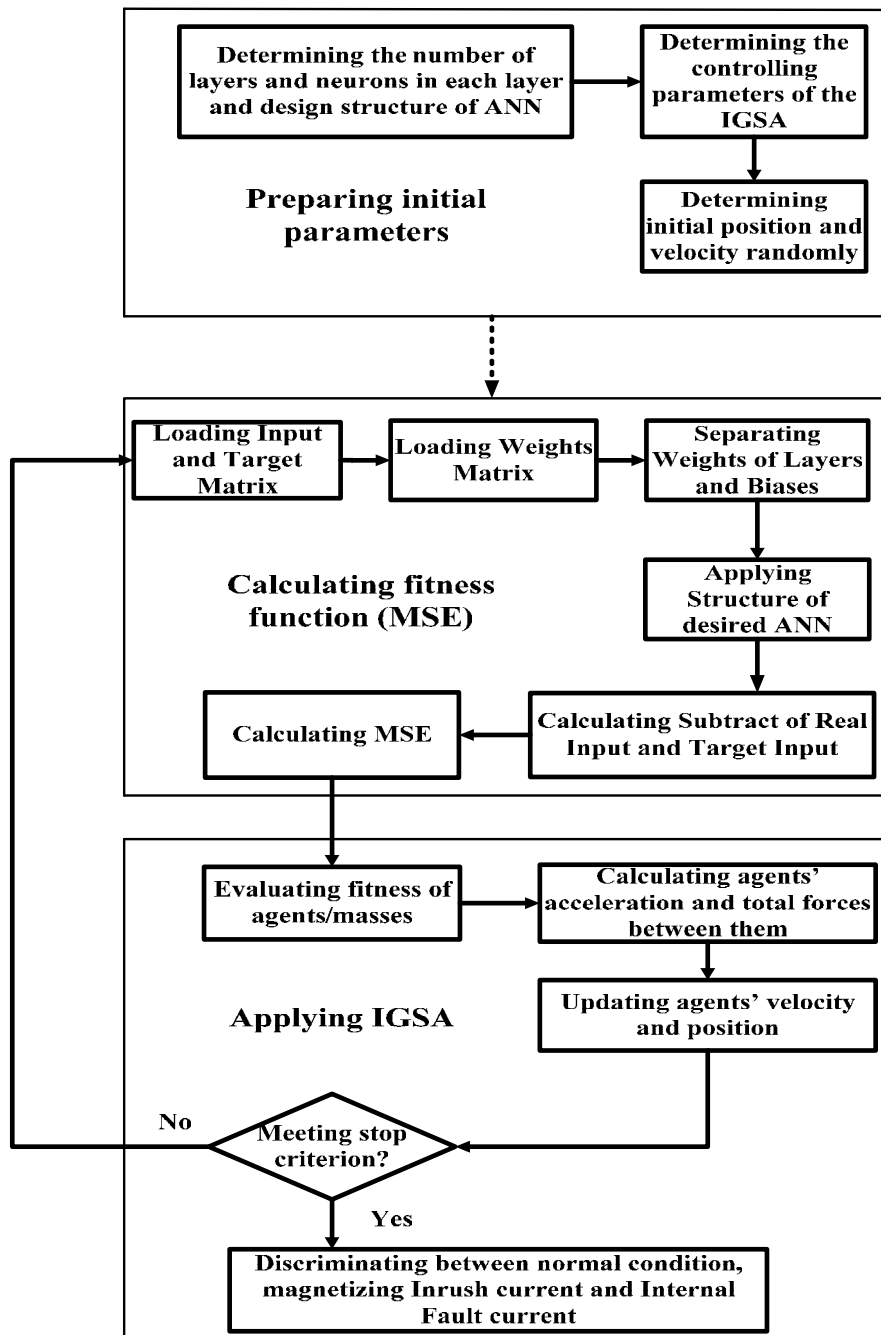 Determining the number of
layers and neurons in each layer
and design structure of ANN
Determining the
controlling
parameters of the
IGSA
Preparing initial
parameters
Determining
initial position and
velocity randomly
Loading Input
and Target
Matrix
Loading Weights
Matrix
Separating
Weights of Layers
and Biases
Calculating fitness
function (MSE)
Applying
Structure of
desired ANN
Calculating Subtract of Real
Input and Target Input
Calculating MSE
Evaluating fitness of
agents/masses
Calculating agents’
acceleration and total forces
between them
Applying IGSA
Updating agents’ velocity
and position
No
Meeting stop
criterion?
Yes
Discriminating between normal condition,
magnetizing Inrush current and Internal
Fault current